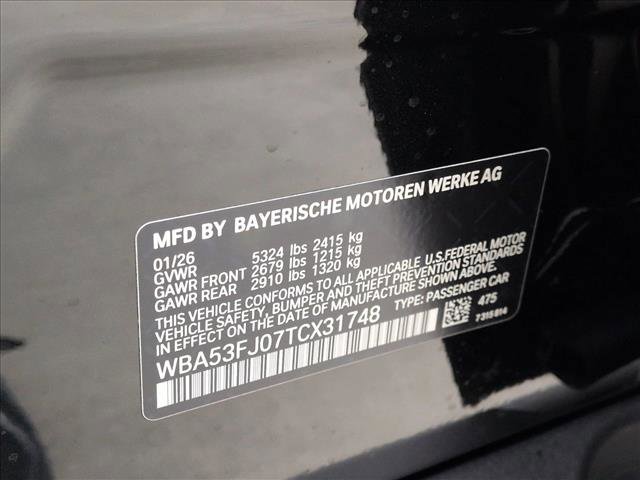 MFD BY BAYERISCHE MOTOREN WERKE AG
01/26
GVWR 5324 lbs 2415 kg
GAWR FRONT 2679 lbs 1215 kg
GAWR REAR 2910 lbs 1320 kg
THIS VEHICLE CONFORMS TO ALL APPLICABLE U.S.FEDERAL MOTOR
VEHICLE SAFETY, BUMPER AND THEFT PREVENTION STANDARDS
IN EFFECT ON THE DATE OF MANUFACTURE SHOWN ABOVE.
WBA53FJ07TCX31748 TYPE: PASSENGER CAR
475
7315814